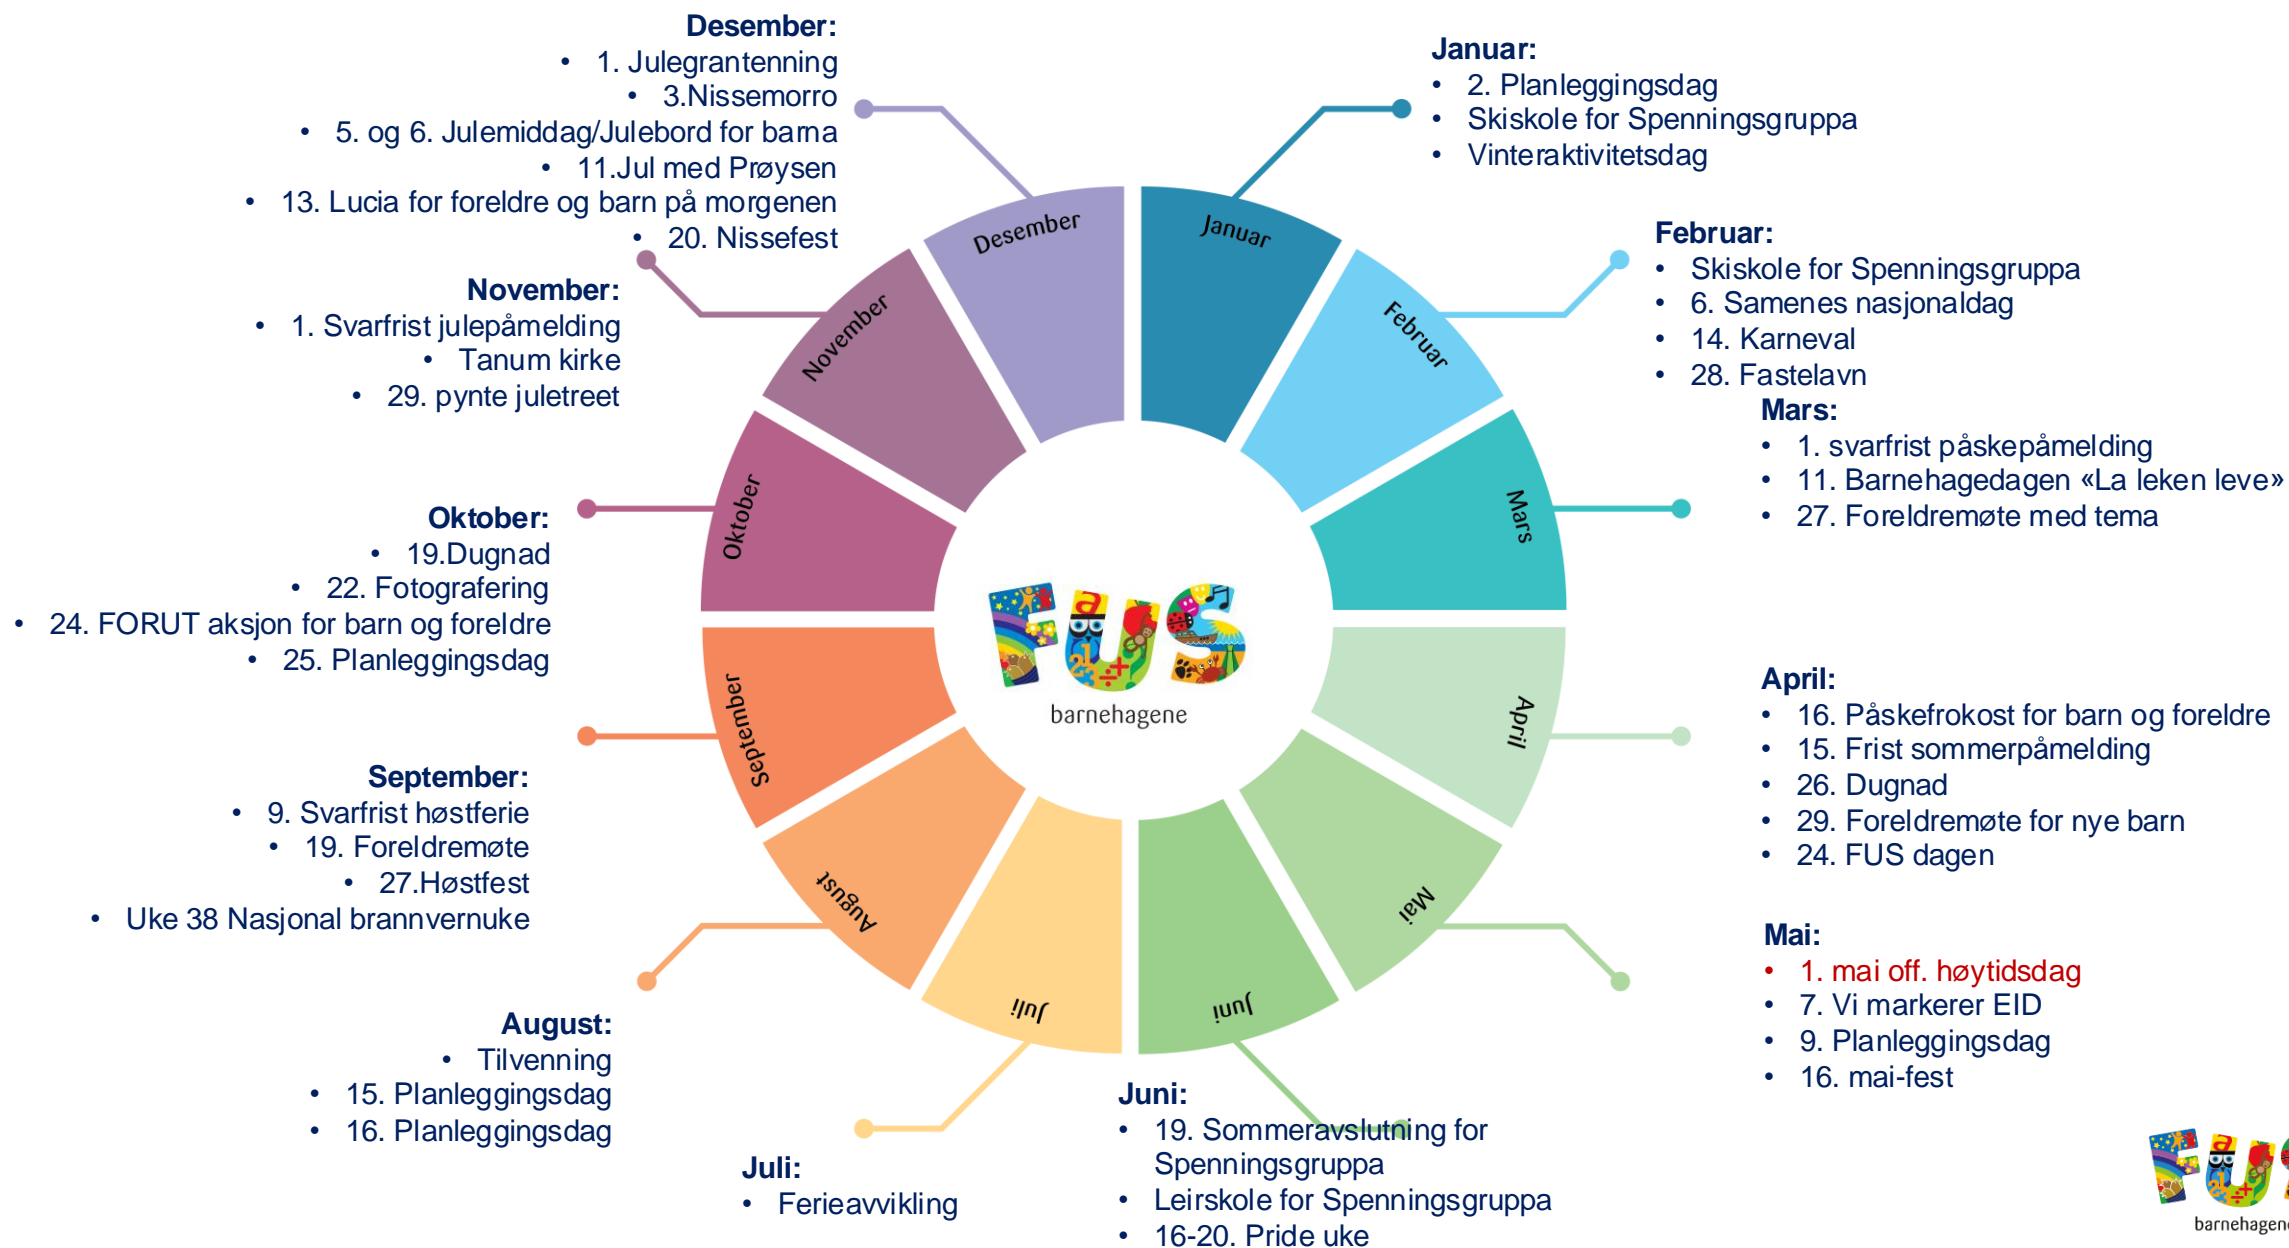 Desember:
• 1. Julegrantenning
• 3.Nissemorro
• 5. og 6. Julemiddag/Julebord for barna
• 11.Jul med Prøysen
• 13. Lucia for foreldre og barn på morgenen
• 20. Nissefest
Januar:
• 2. Planleggingsdag
• Skiskole for Spenningsgruppa
• Vinteraktivitetsdag
Februar:
• Skiskole for Spenningsgruppa
• 6. Samenes nasjonaldag
• 14. Karneval
• 28. Fastelavn
Mars:
• 1. svarfrist påskepåmelding
• 11. Barnehagedagen «La leken leve»
• 27. Foreldremøte med tema
April:
• 16. Påskefrokost for barn og foreldre
• 15. Frist sommerpåmelding
• 26. Dugnad
• 29. Foreldremøte for nye barn
• 24. FUS dagen
Mai:
• 1. mai off. høytidsdag
• 7. Vi markerer EID
• 9. Planleggingsdag
• 16. mai-fest
Juni:
• 19. Sommeravslutning for
Spenningsgruppa
• Leirskole for Spenningsgruppa
• 16-20. Pride uke
Juli:
• Ferieavvikling
August:
• Tilvenning
• 15. Planleggingsdag
• 16. Planleggingsdag
September:
• 9. Svarfrist høstferie
• 19. Foreldremøte
• 27.Høstfest
• Uke 38 Nasjonal brannvernuke
Oktober:
• 19.Dugnad
• 22. Fotografering
• 24. FORUT aksjon for barn og foreldre
• 25. Planleggingsdag
November:
• 1. Svarfrist julepåmelding
• Tanum kirke
• 29. pynte juletreet
Januar
Februar
Mars
April
Mai
Juni
Juli
August
September
Oktober
November
Desember
FUS
barnehagene
FUS
barnehagene